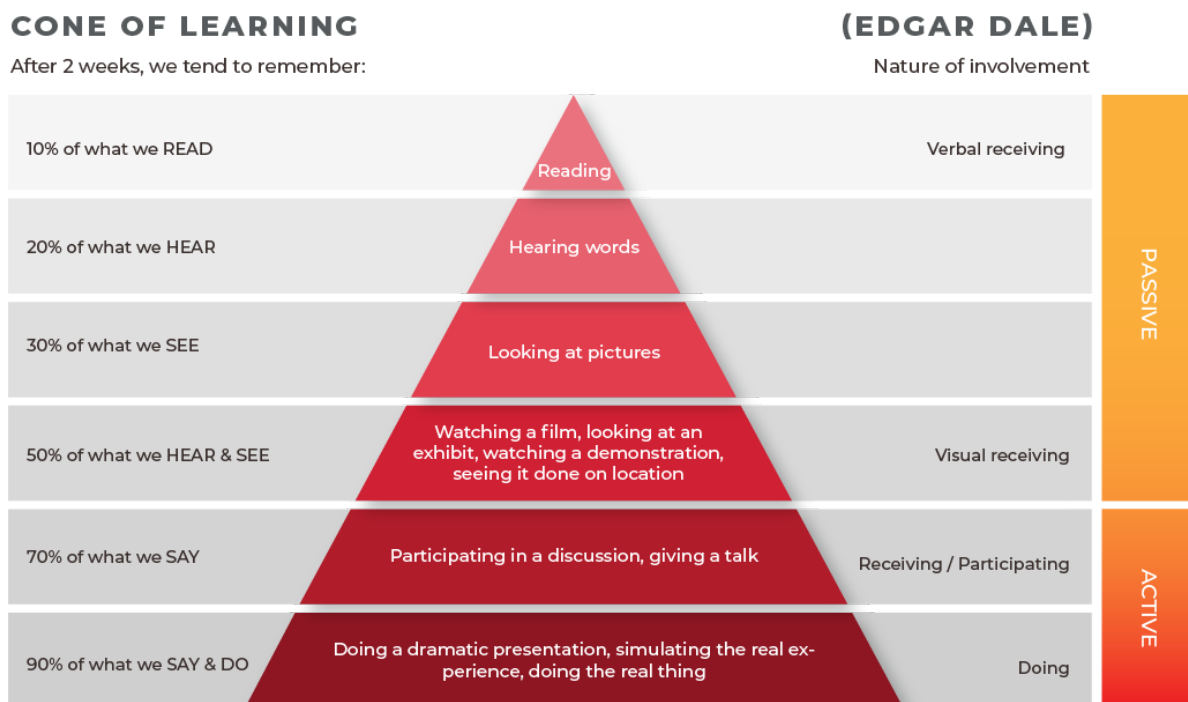 CONE OF LEARNING
(EDGAR DALE)
After 2 weeks, we tend to remember:
Nature of involvement
10% of what we READ
Reading
Verbal receiving
20% of what we HEAR
Hearing words
30% of what we SEE
Looking at pictures
50% of what we HEAR & SEE
Watching a film, looking at an
exhibit, watching a demonstration,
seeing it done on location
Visual receiving
PASSIVE
70% of what we SAY
Participating in a discussion, giving a talk
Receiving / Participating
90% of what we SAY & DO
Doing a dramatic presentation, simulating the real ex-
perience, doing the real thing
Doing
ACTIVE